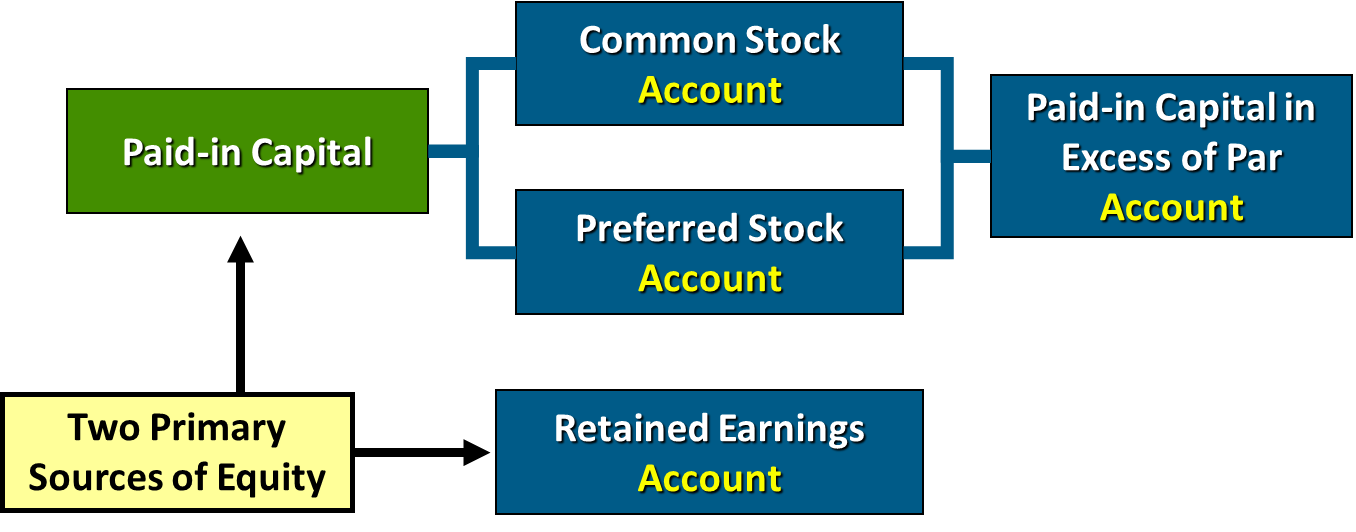 Common Stock
Account
Paid-in Capital
Paid-in Capital in
Excess of Par
Account
Preferred Stock
Account
Two Primary
Sources of Equity
Retained Earnings
Account